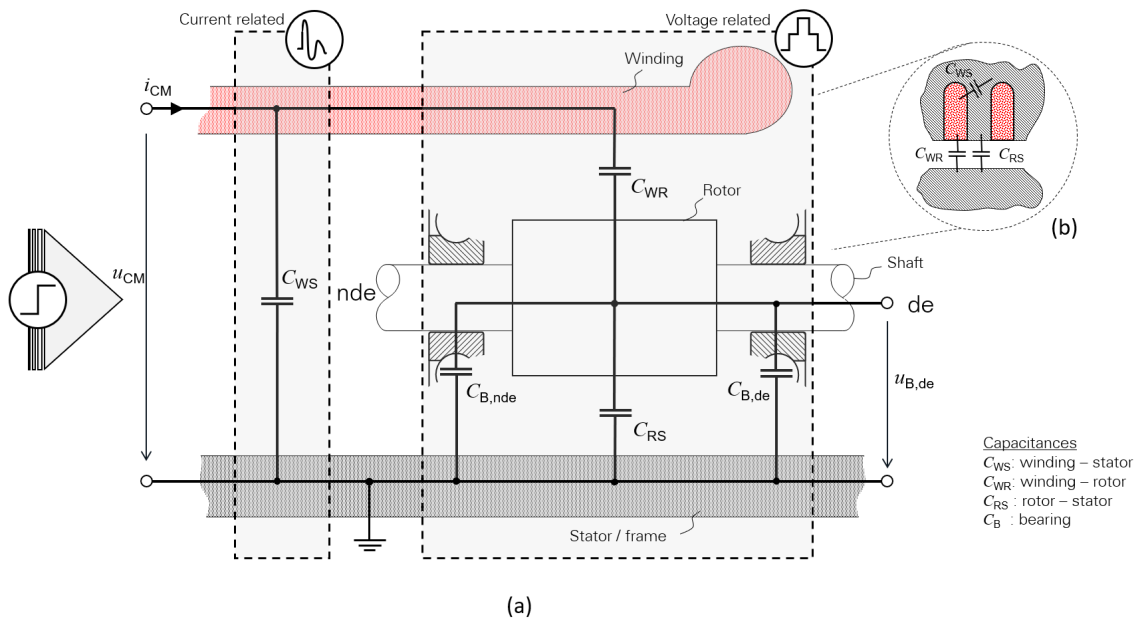 Current related
Voltage related
Winding
i_CM
C_WS
C_WR
C_RS
(b)
C_WR
Rotor
Shaft
u_CM
C_WS
nde
de
C_B,nde
C_B,de
u_B,de
C_RS
Capacitances
C_WS: winding – stator
C_WR: winding – rotor
C_RS: rotor – stator
C_B : bearing
Stator / frame
(a)